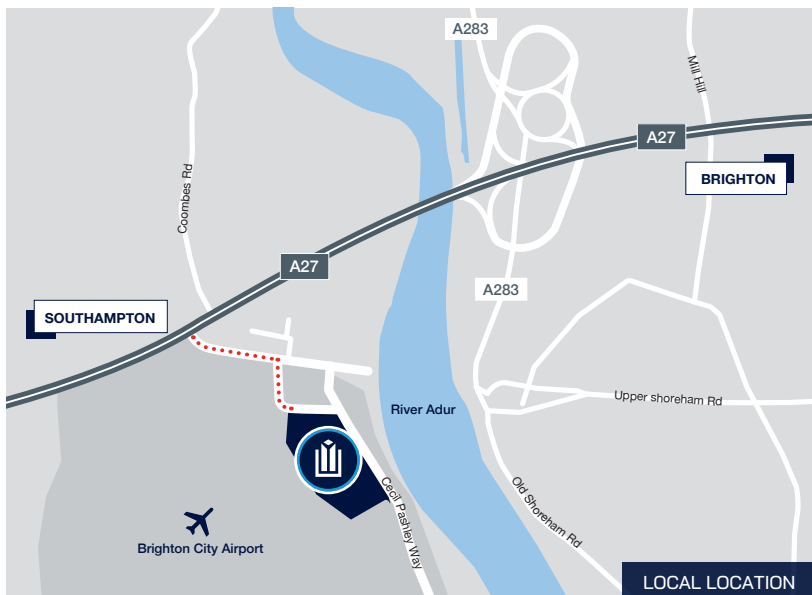 A283
Mill Hill
A27
BRIGHTON
Coombes Rd
A27
A283
SOUTHAMPTON
Upper shoreham Rd
River Adur
Cecil Pashley Way
Old Shoreham Rd
Brighton City Airport
LOCAL LOCATION